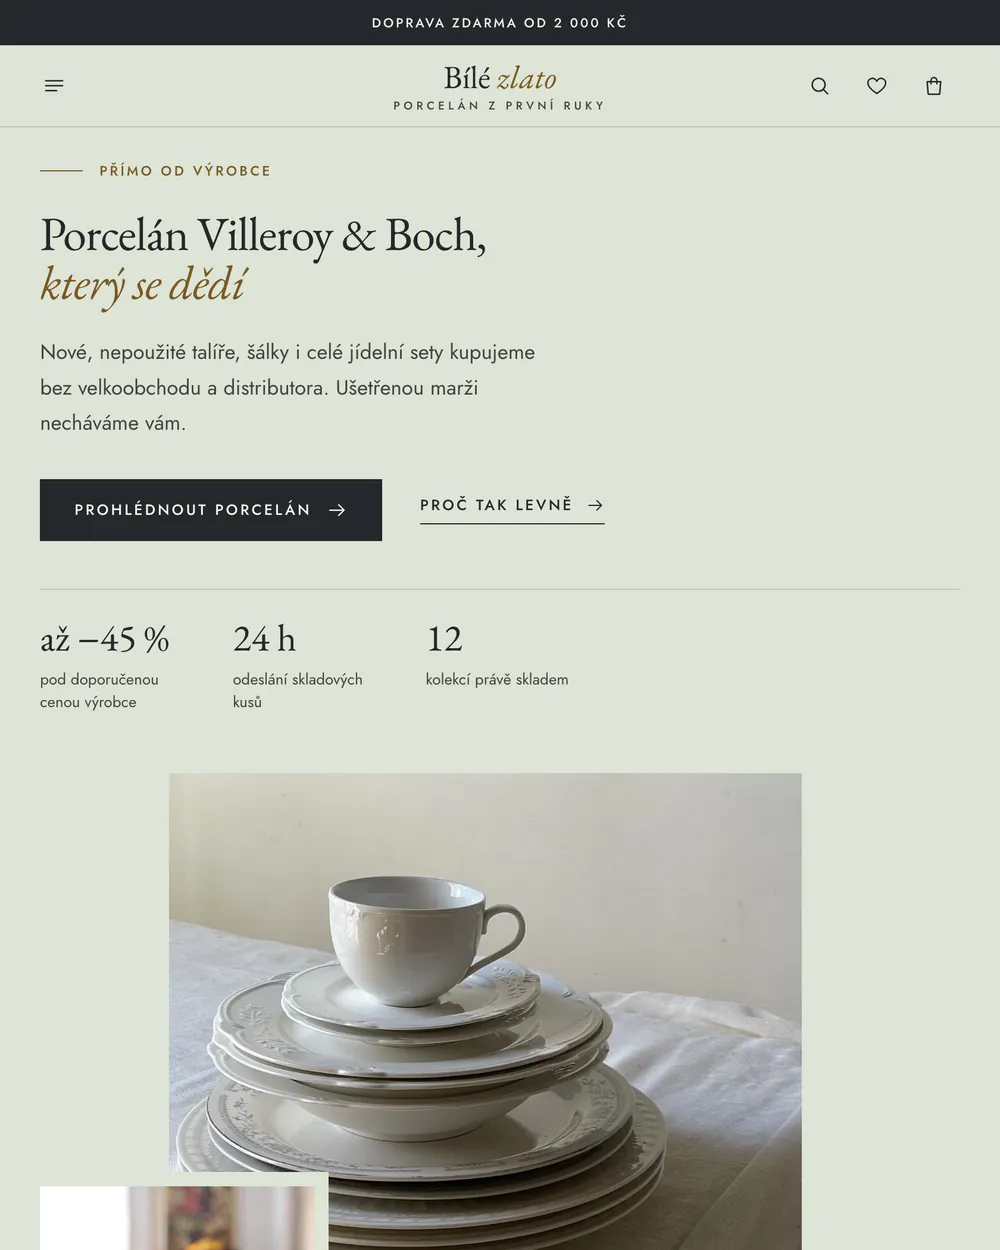 DOPRAVA ZDARMA OD 2 000 KČ
Bílé zlato
PORCELÁN Z PRVNÍ RUKY
PŘÍMO OD VÝROBCE
Porcelán Villeroy & Boch,
který se dědí
Nové, nepoužité talíře, šálky i celé jídelní sety kupujeme
bez velkoobchodu a distributora. Ušetřenou marži
necháváme vám.
PROHLÉDNOUT PORCELÁN →
PROČ TAK LEVNĚ →
až −45 %
pod doporučenou
cenou výrobce
24 h
odeslání skladových
kusů
12
kolekcí právě skladem